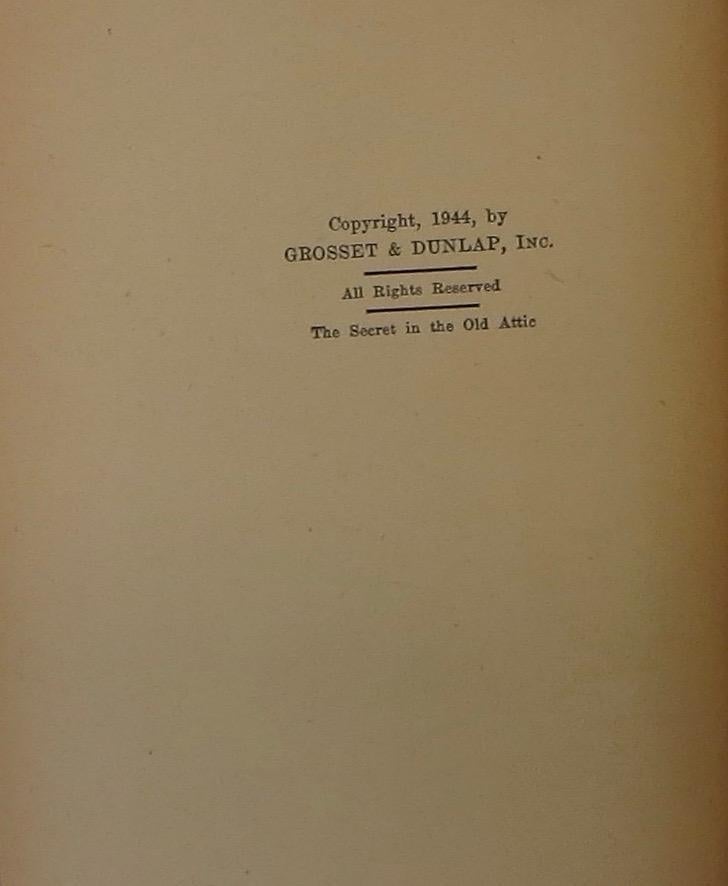 Copyright, 1944, by
GROSSET & DUNLAP, INC.
All Rights Reserved
The Secret in the Old Attic